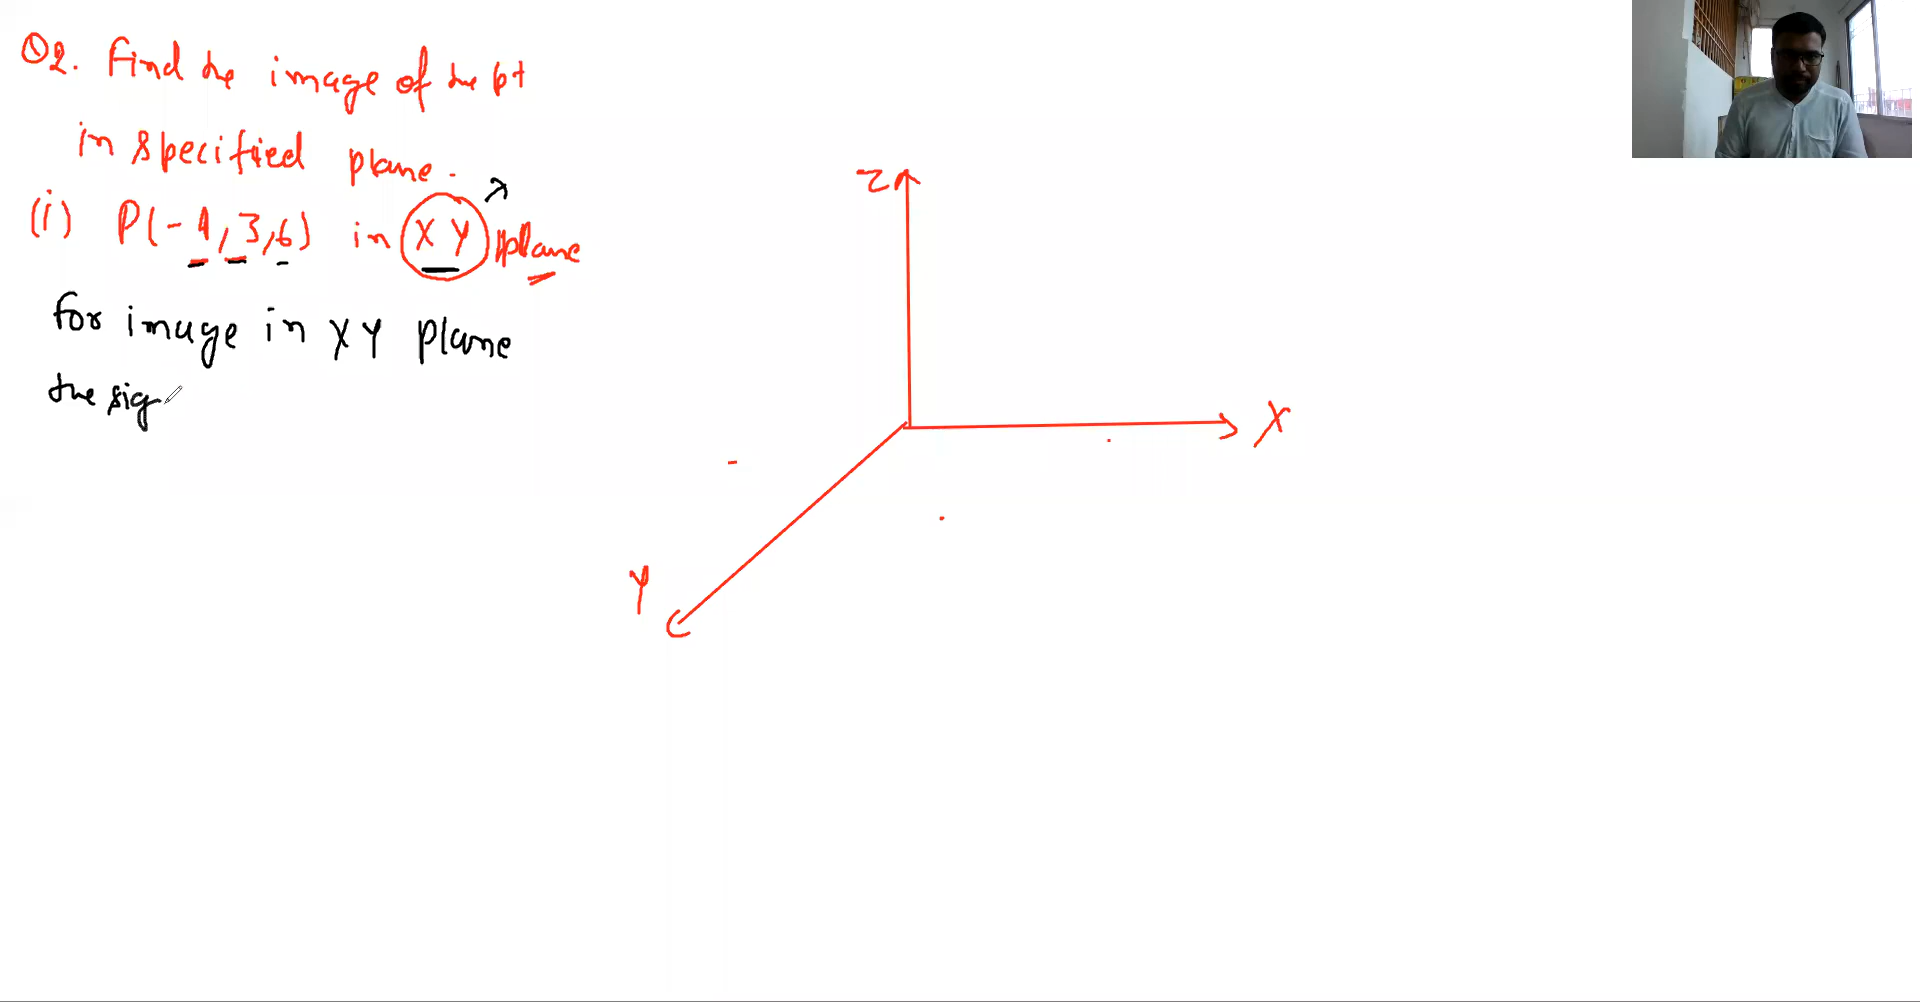 Q2. Find the image of the pt
in specified plane.
(i) P(-4,3,6) in XY plane
for image in XY plane
the sig
Z
X
Y